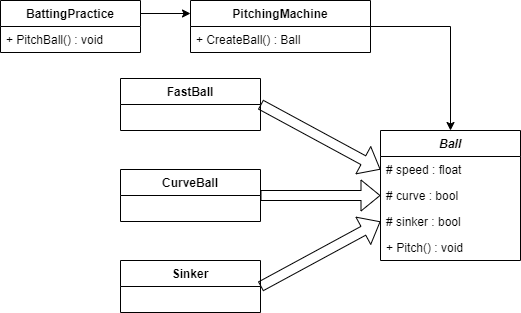 BattingPractice
+ PitchBall() : void
PitchingMachine
+ CreateBall() : Ball
FastBall
CurveBall
Sinker
Ball
# speed : float
# curve : bool
# sinker : bool
+ Pitch() : void